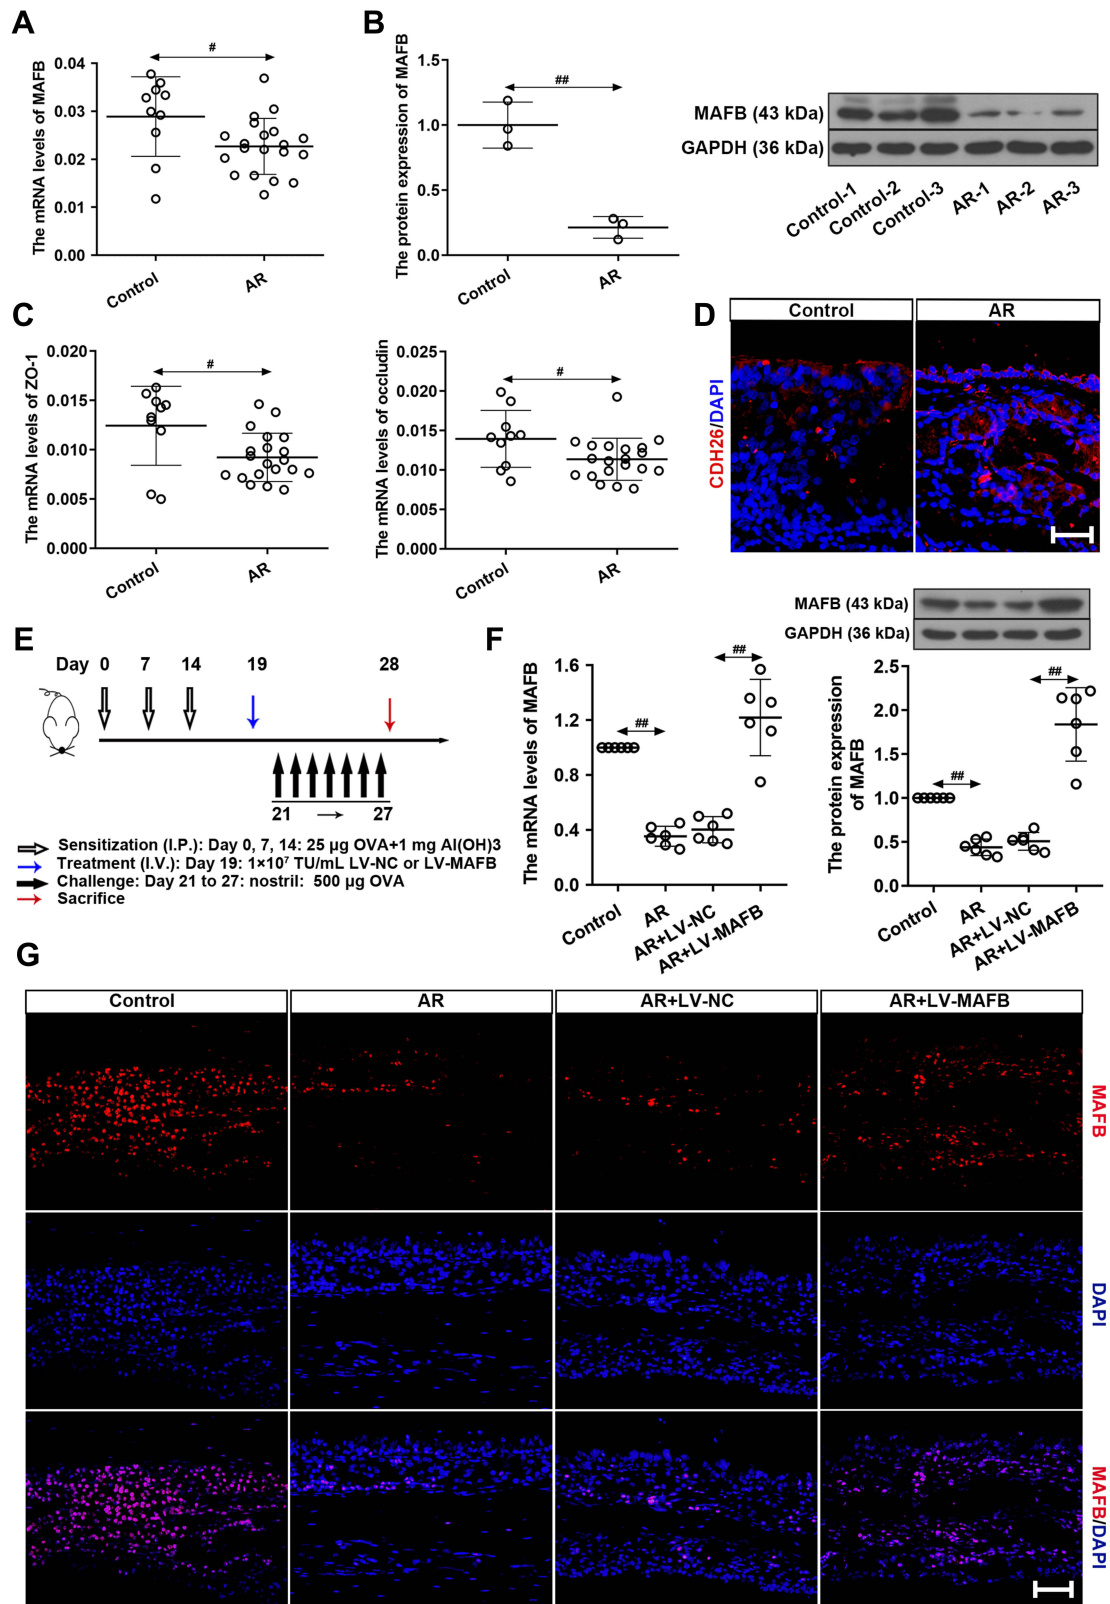 A
The mRNA levels of MAFB
0.04
0.03
0.02
0.01
0.00
#
Control
AR
B
The protein expression of MAFB
1.5
1.0
0.5
0.0
##
Control
AR
MAFB (43 kDa)
GAPDH (36 kDa)
Control-1
Control-2
Control-3
AR-1
AR-2
AR-3
C
The mRNA levels of ZO-1
0.020
0.015
0.010
0.005
0.000
#
Control
AR
The mRNA levels of occludin
0.025
0.020
0.015
0.010
0.005
0.000
#
Control
AR
D
Control
AR
CDH26/DAPI
E
Day 0 7 14 19 28
21 → 27
Sensitization (I.P.): Day 0, 7, 14: 25 μg OVA+1 mg Al(OH)3
Treatment (I.V.): Day 19: 1×10⁷ TU/mL LV-NC or LV-MAFB
Challenge: Day 21 to 27: nostril: 500 μg OVA
Sacrifice
F
The mRNA levels of MAFB
1.6
1.2
0.8
0.4
0.0
##
##
Control
AR
AR+LV-NC
AR+LV-MAFB
MAFB (43 kDa)
GAPDH (36 kDa)
The protein expression
of MAFB
2.5
2.0
1.5
1.0
0.5
0.0
##
##
Control
AR
AR+LV-NC
AR+LV-MAFB
G
Control
AR
AR+LV-NC
AR+LV-MAFB
MAFB
DAPI
MAFB/DAPI